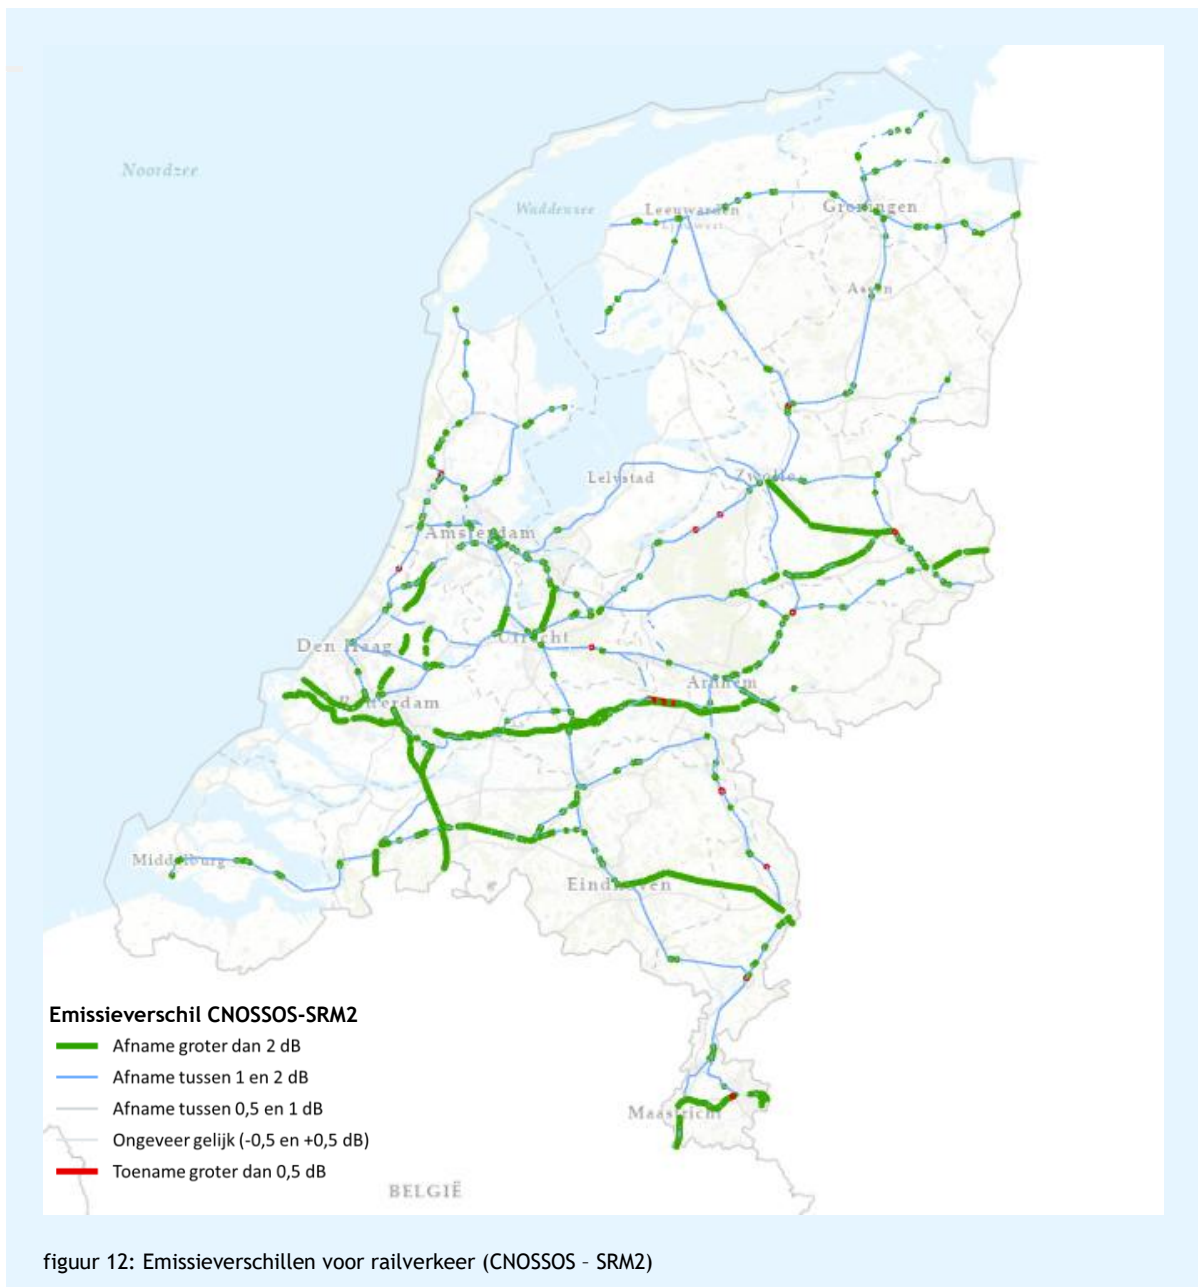 Noordzee
Waddenzee
Leeuwarden
Groningen
Assen
Lelystad
Zwolle
Amsterdam
Den Haag
Utrecht
Rotterdam
Arnhem
Middelburg
Eindhoven
Maastricht
BELGIË
Emissieverschil CNOSSOS-SRM2
Afname groter dan 2 dB
Afname tussen 1 en 2 dB
Afname tussen 0,5 en 1 dB
Ongeveer gelijk (-0,5 en +0,5 dB)
Toename groter dan 0,5 dB
figuur 12: Emissieverschillen voor railverkeer (CNOSSOS – SRM2)